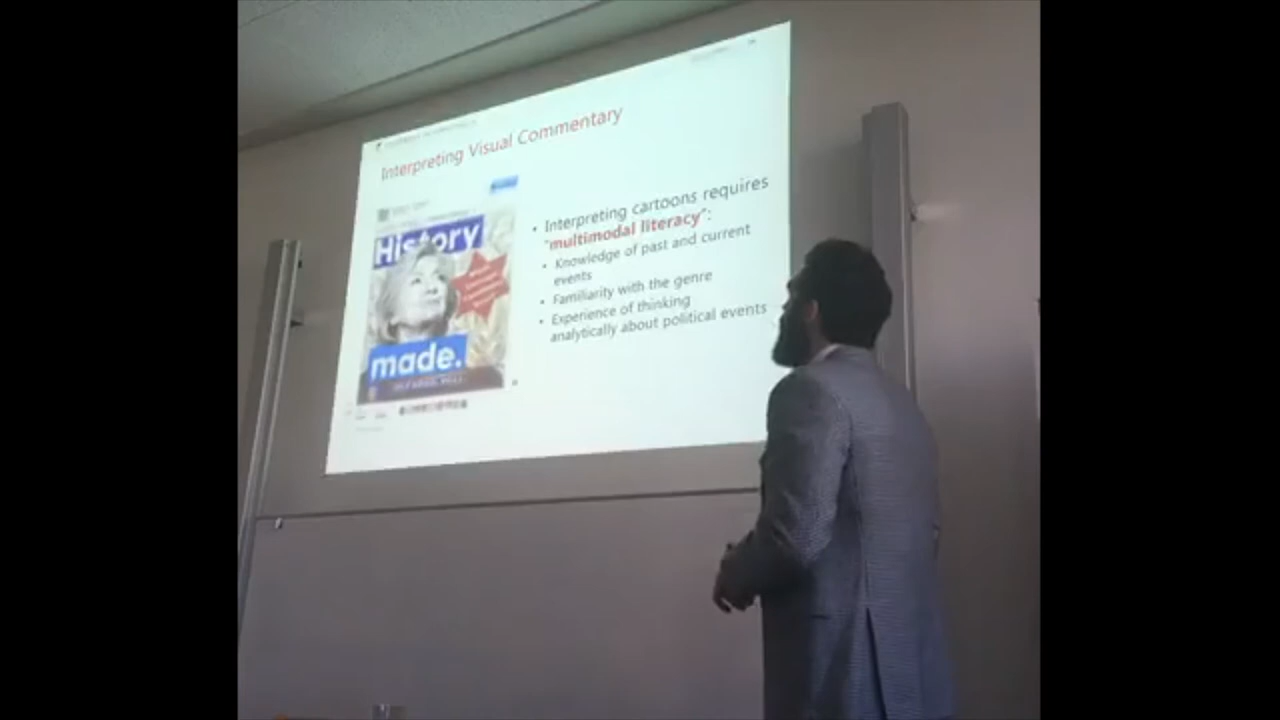 Interpreting Visual Commentary
History
made.
• Interpreting cartoons requires
"multimodal literacy":
• Knowledge of past and current
events
• Familiarity with the genre
• Experience of thinking
analytically about political events